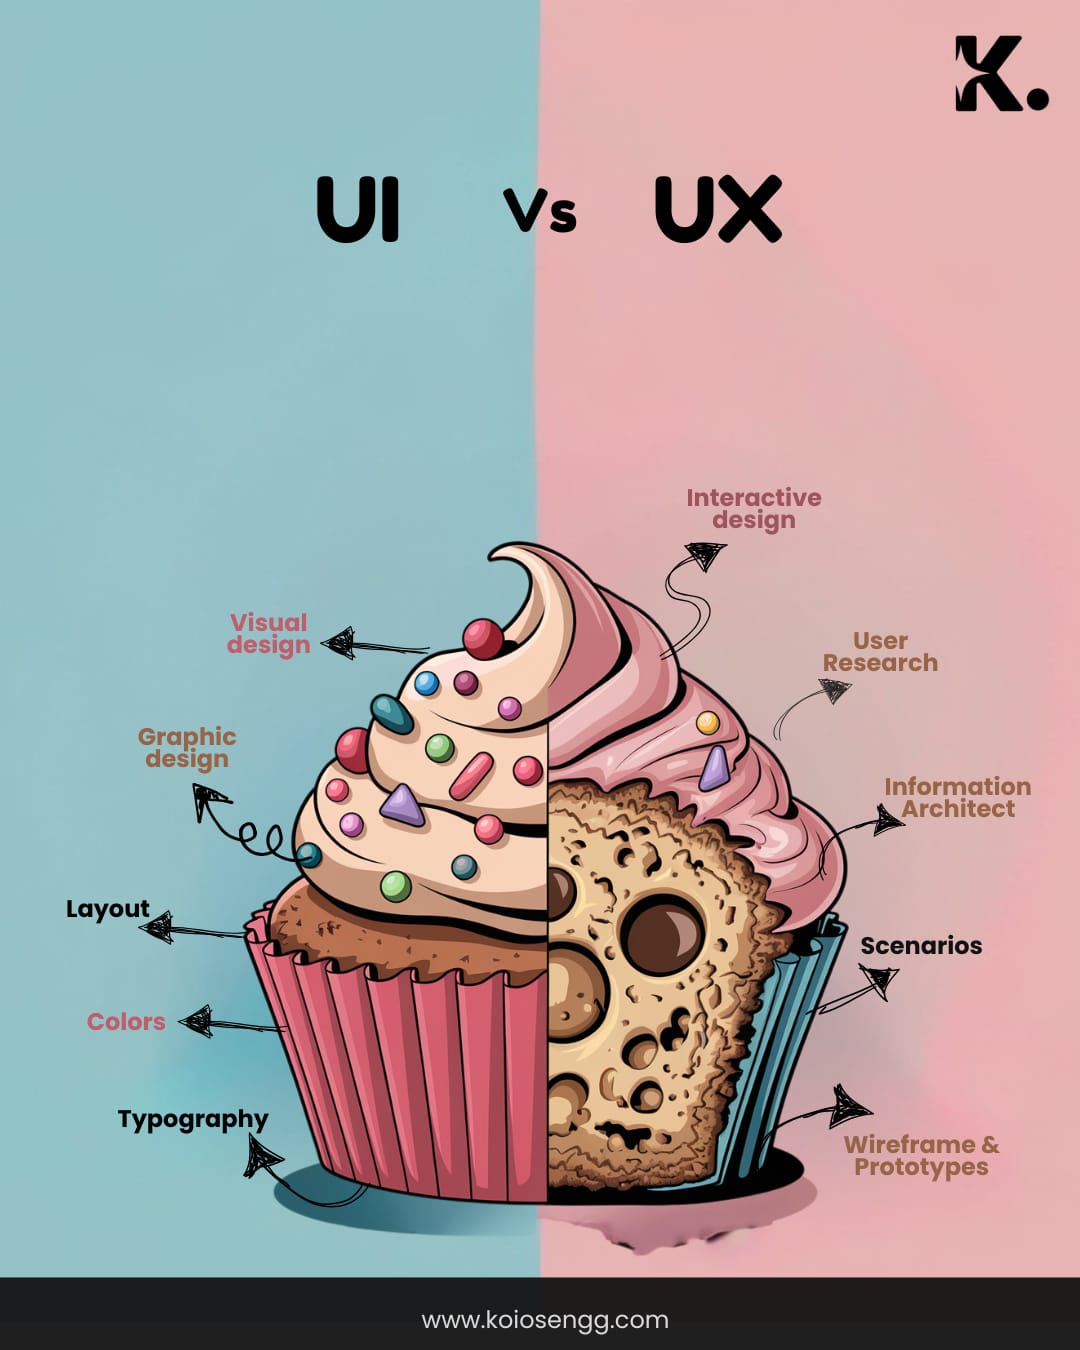 K.
UI Vs UX
Interactive
design
Visual
design
User
Research
Graphic
design
Information
Architect
Layout
Scenarios
Colors
Typography
Wireframe &
Prototypes
www.koiosengg.com